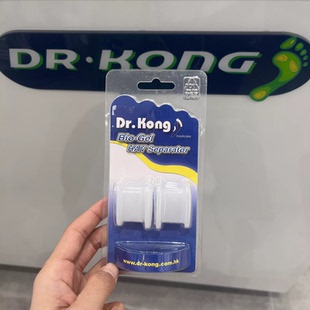 DR·KONG
Dr. Kong
Bio-Gel
Separator
www.dr-kong.com.hk